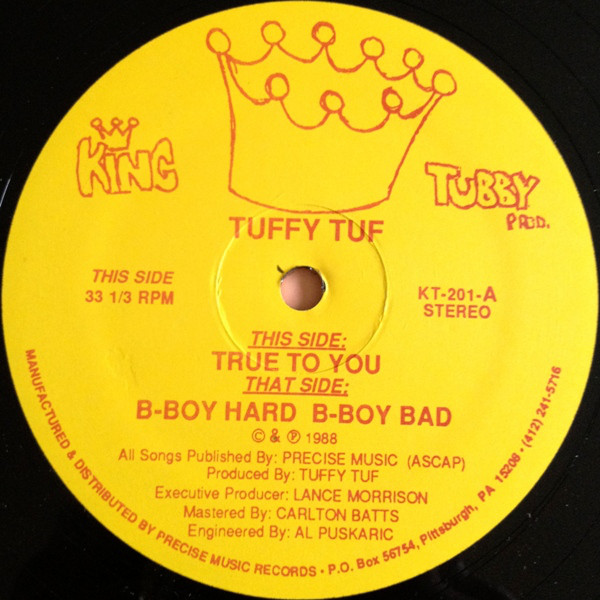 KING
TUBBY
PROD.
TUFFY TUF
THIS SIDE
33 1/3 RPM
KT-201-A
STEREO
THIS SIDE:
TRUE TO YOU
THAT SIDE:
B-BOY HARD B-BOY BAD
© & ℗ 1988
All Songs Published By: PRECISE MUSIC (ASCAP)
Produced By: TUFFY TUF
Executive Producer: LANCE MORRISON
Mastered By: CARLTON BATTS
Engineered By: AL PUSKARIC
MANUFACTURED & DISTRIBUTED BY PRECISE MUSIC RECORDS • P.O. Box 56754, Pittsburgh, PA 15208 • (412) 241-5716